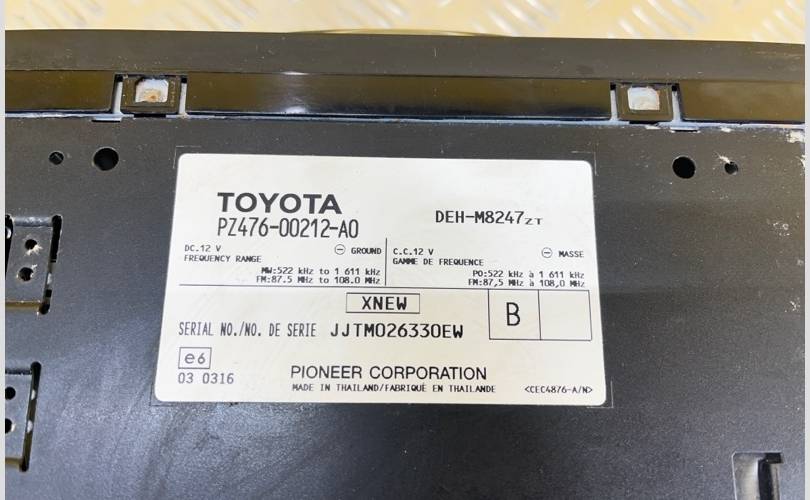 TOYOTA
PZ476-00212-A0
DEH-M8247ZT
DC.12 V ⊖ GROUND
FREQUENCY RANGE
MW:522 kHz to 1 611 kHz
FM:87.5 MHz to 108.0 MHz
C.C.12 V ⊖ MASSE
GAMME DE FREQUENCE
PO:522 kHz à 1 611 kHz
FM:87,5 MHz à 108,0 MHz
XNEW
B
SERIAL NO./NO. DE SERIE JJTM026330EW
e6
03 0316
PIONEER CORPORATION
MADE IN THAILAND/FABRIQUÉ EN THAILANDE
<CEC4876-A/N>